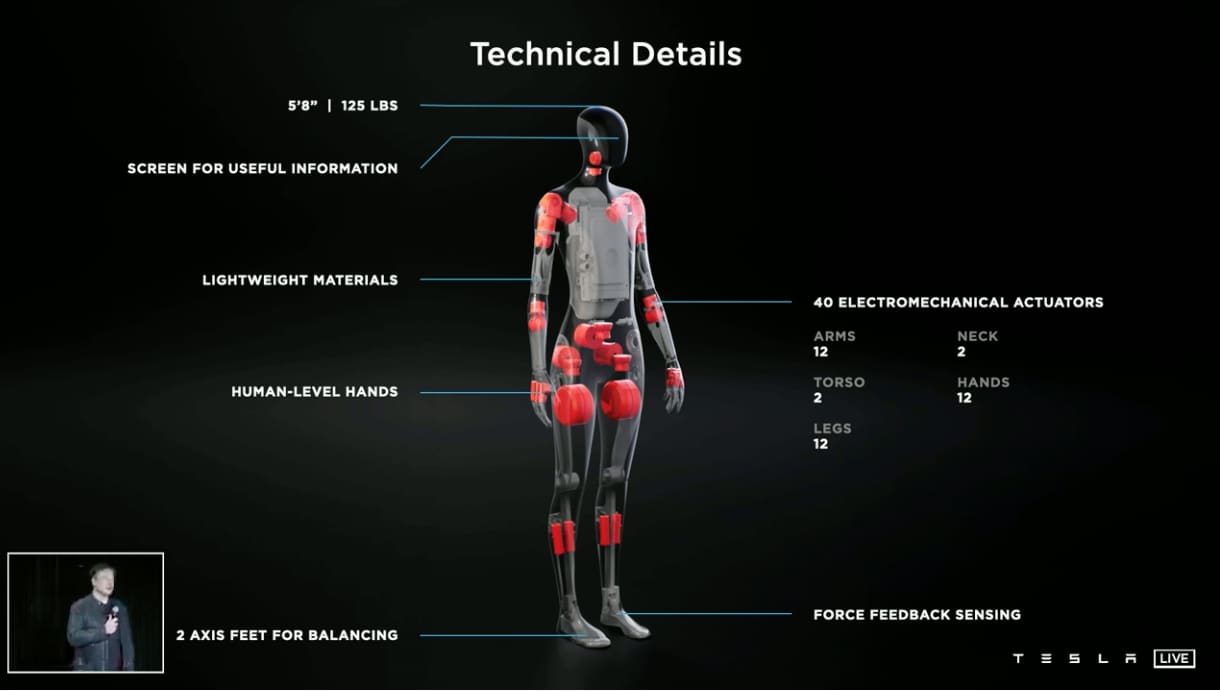 Technical Details
5'8” | 125 LBS
SCREEN FOR USEFUL INFORMATION
LIGHTWEIGHT MATERIALS
HUMAN-LEVEL HANDS
2 AXIS FEET FOR BALANCING
40 ELECTROMECHANICAL ACTUATORS
ARMS
12
NECK
2
TORSO
2
HANDS
12
LEGS
12
FORCE FEEDBACK SENSING
TESLA LIVE